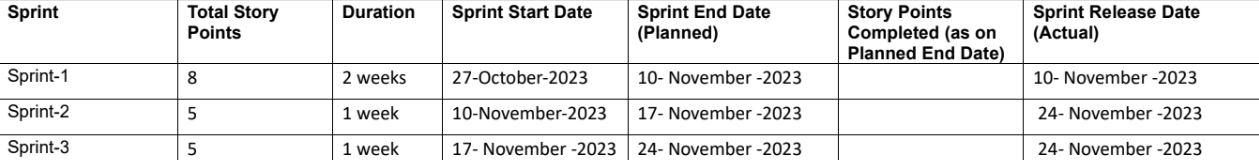 Sprint Total Story Points Duration Sprint Start Date Sprint End Date (Planned) Story Points Completed (as on Planned End Date) Sprint Release Date (Actual)
Sprint-1 8 2 weeks 27-October-2023 10- November -2023 10- November -2023
Sprint-2 5 1 week 10-November-2023 17- November -2023 24- November -2023
Sprint-3 5 1 week 17- November -2023 24- November -2023 24- November -2023